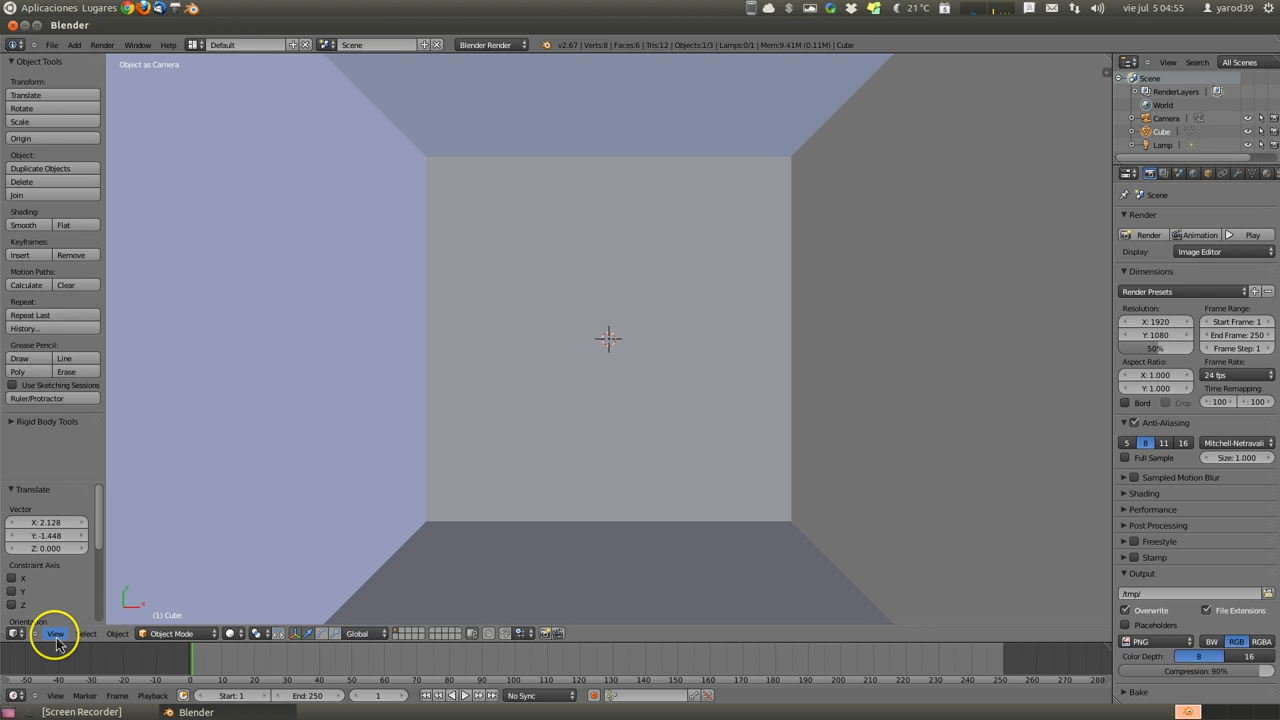 Aplicaciones Lugares
21°C
vie jul 5 04:55
yarod39
Blender
File Add Render Window Help
Default
Scene
Blender Render
v2.67 | Verts:8 | Faces:6 | Tris:12 | Objects:1/3 | Lamps:0/1 | Mem:9.41M (0.11M) | Cube
Object Tools
Transform:
Translate
Rotate
Scale
Origin
Object:
Duplicate Objects
Delete
Join
Shading:
Smooth Flat
Keyframes:
Insert Remove
Motion Paths:
Calculate Clear
Repeat:
Repeat Last
History...
Grease Pencil:
Draw Line
Poly Erase
Use Sketching Sessions
Ruler/Protractor
Rigid Body Tools
Translate
Vector
X: 2.128
Y: -1.448
Z: 0.000
Constraint Axis
X
Y
Z
Orientation
Object as Camera
y
x
(1) Cube
View Select Object
Object Mode
Global
-50 -40 -30 -20 -10 0 10 20 30 40 50 60 70 80 90 100 110 120 130 140 150 160 170 180 190 200 210 220 230 240 250 260 270 280
View Marker Frame Playback
Start: 1
End: 250
1
No Sync
[Screen Recorder]
Blender
View Search All Scenes
Scene
RenderLayers
World
Camera
Cube
Lamp
Scene
Render
Render Animation Play
Display: Image Editor
Dimensions
Render Presets
Resolution: Frame Range:
X: 1920 Start Frame: 1
Y: 1080 End Frame: 250
50% Frame Step: 1
Aspect Ratio: Frame Rate:
X: 1.000 24 fps
Y: 1.000 Time Remapping:
Bord Crop : 100 : 100
Anti-Aliasing
5 8 11 16 Mitchell-Netravali
Full Sample Size: 1.000
Sampled Motion Blur
Shading
Performance
Post Processing
Freestyle
Stamp
Output
/tmp/
Overwrite File Extensions
Placeholders
PNG BW RGB RGBA
Color Depth: 8 16
Compression: 90%
Bake